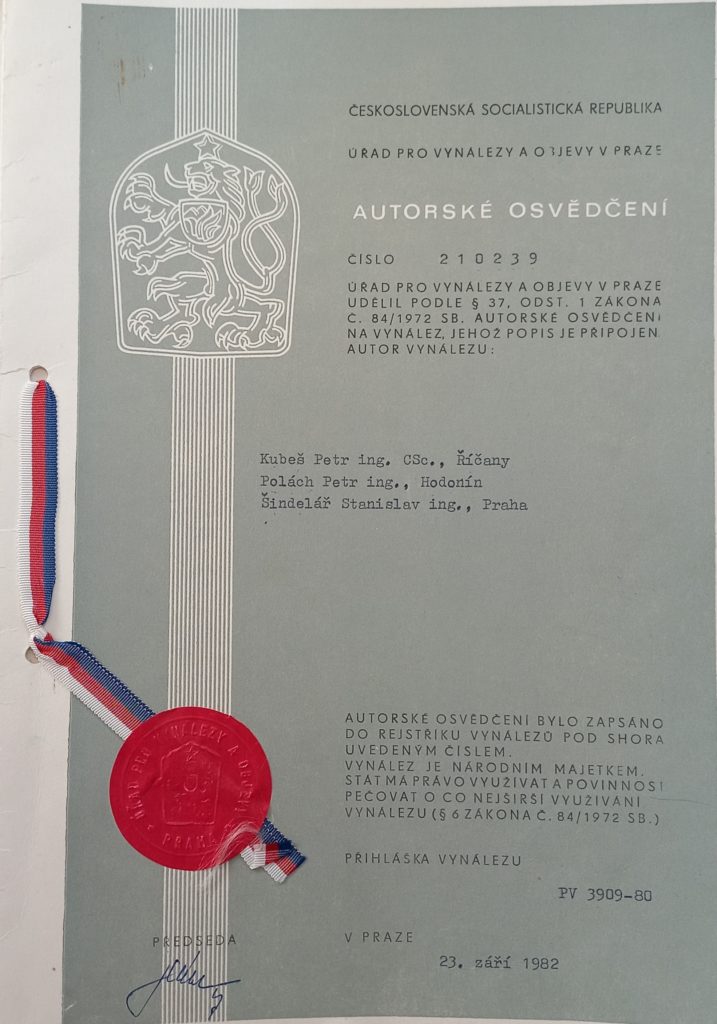 ČESKOSLOVENSKÁ SOCIALISTICKÁ REPUBLIKA
ÚŘAD PRO VYNÁLEZY A OBJEVY V PRAZE
AUTORSKÉ OSVĚDČENÍ
ČÍSLO 210239
ÚŘAD PRO VYNÁLEZY A OBJEVY V PRAZE
UDĚLIL PODLE § 37, ODST. 1 ZÁKONA
Č. 84/1972 SB. AUTORSKÉ OSVĚDČENÍ
NA VYNÁLEZ, JEHOŽ POPIS JE PŘIPOJEN.
AUTOR VYNÁLEZU:
Kubeš Petr ing. CSc., Říčany
Polách Petr ing., Hodonín
Šindelář Stanislav ing., Praha
AUTORSKÉ OSVĚDČENÍ BYLO ZAPSÁNO
DO REJSTŘÍKU VYNÁLEZŮ POD SHORA
UVEDENÝM ČÍSLEM.
VYNÁLEZ JE NÁRODNÍM MAJETKEM.
STÁT MÁ PRÁVO VYUŽÍVAT A POVINNOST
PEČOVAT O CO NEJŠIRŠÍ VYUŽÍVÁNÍ
VYNÁLEZU (§ 6 ZÁKONA Č. 84/1972 SB.)
ÚŘAD PRO VYNÁLEZY A OBJEVY
PRAHA
PŘIHLÁŠKA VYNÁLEZU
PV 3909-80
PŘEDSEDA
V PRAZE
23. září 1982